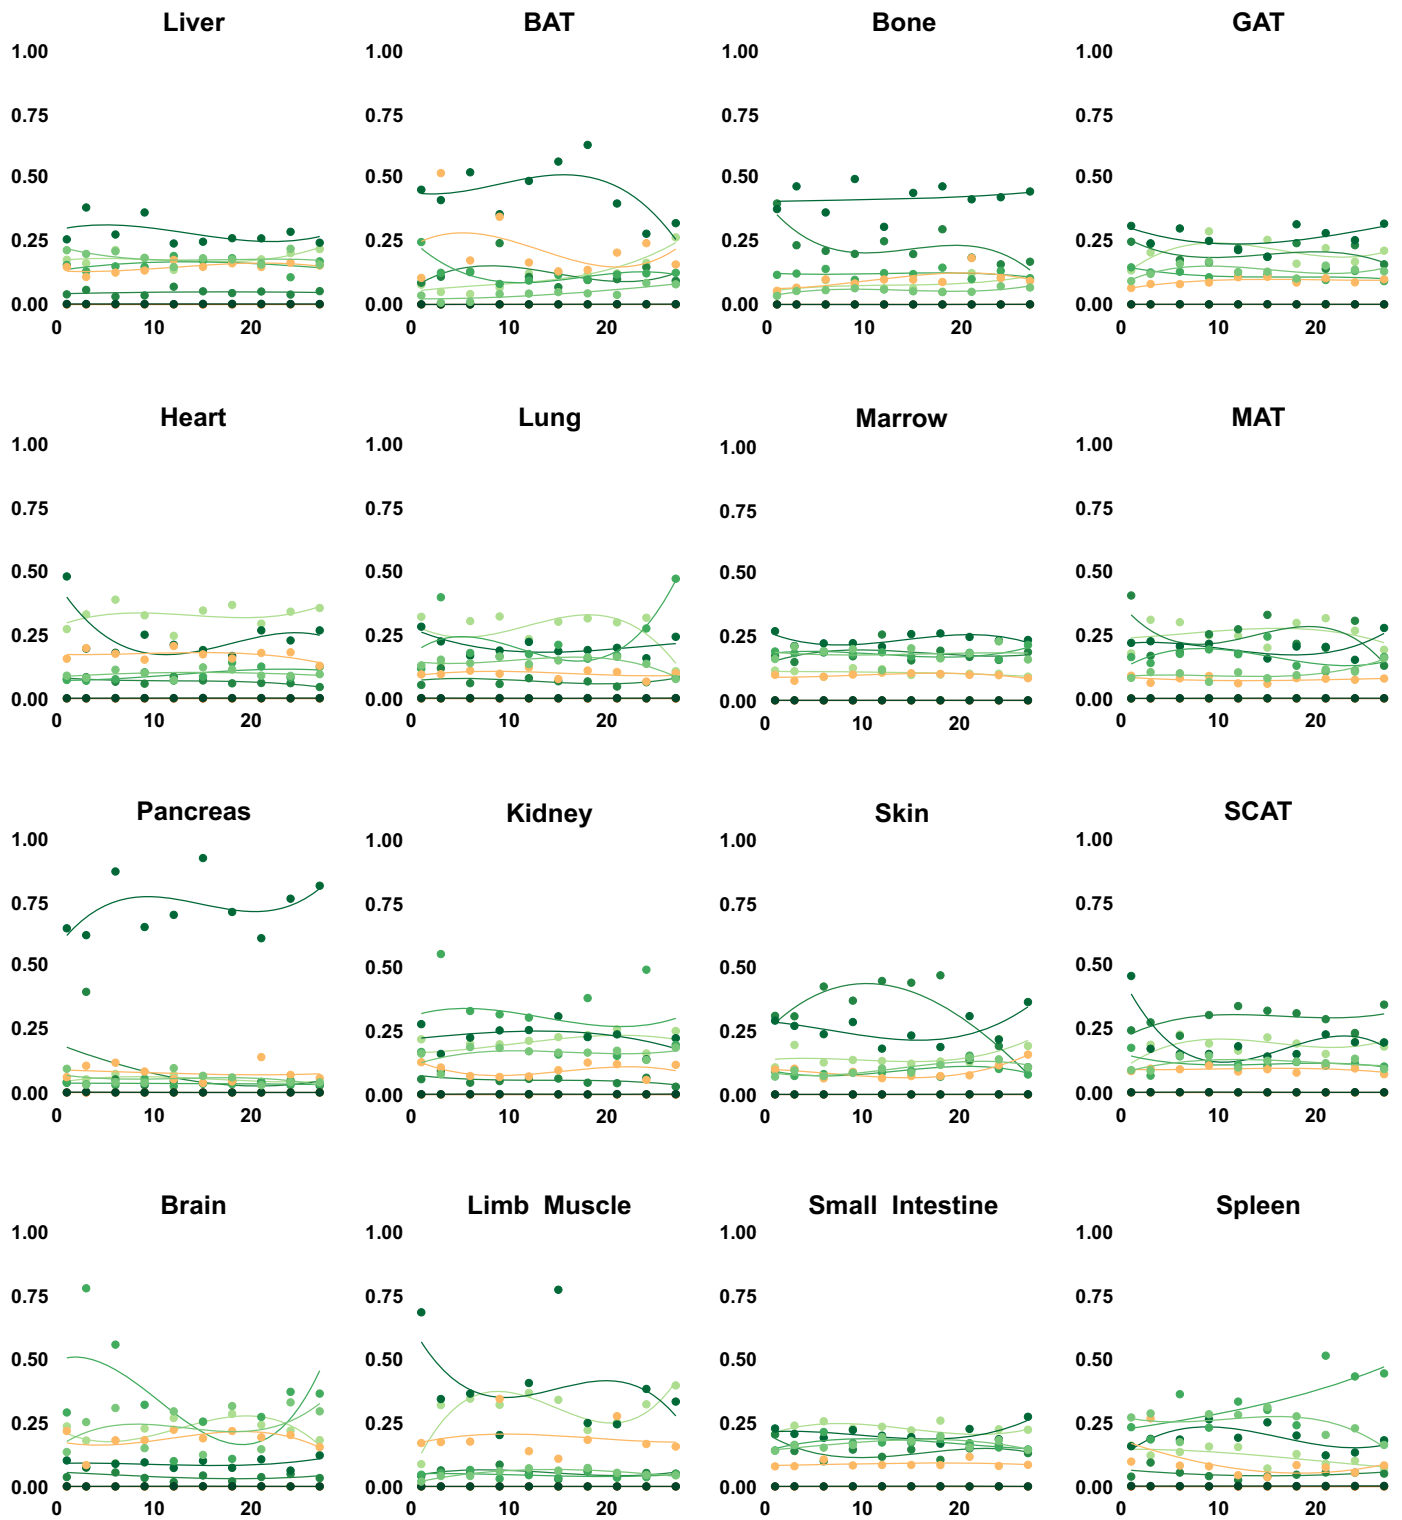 Liver BAT Bone GAT
1.00 1.00 1.00 1.00
0.75 0.75 0.75 0.75
0.50 0.50 0.50 0.50
0.25 0.25 0.25 0.25
0.00 0.00 0.00 0.00
0 10 20 0 10 20 0 10 20 0 10 20
Heart Lung Marrow MAT
1.00 1.00 1.00 1.00
0.75 0.75 0.75 0.75
0.50 0.50 0.50 0.50
0.25 0.25 0.25 0.25
0.00 0.00 0.00 0.00
0 10 20 0 10 20 0 10 20 0 10 20
Pancreas Kidney Skin SCAT
1.00 1.00 1.00 1.00
0.75 0.75 0.75 0.75
0.50 0.50 0.50 0.50
0.25 0.25 0.25 0.25
0.00 0.00 0.00 0.00
0 10 20 0 10 20 0 10 20 0 10 20
Brain Limb Muscle Small Intestine Spleen
1.00 1.00 1.00 1.00
0.75 0.75 0.75 0.75
0.50 0.50 0.50 0.50
0.25 0.25 0.25 0.25
0.00 0.00 0.00 0.00
0 10 20 0 10 20 0 10 20 0 10 20